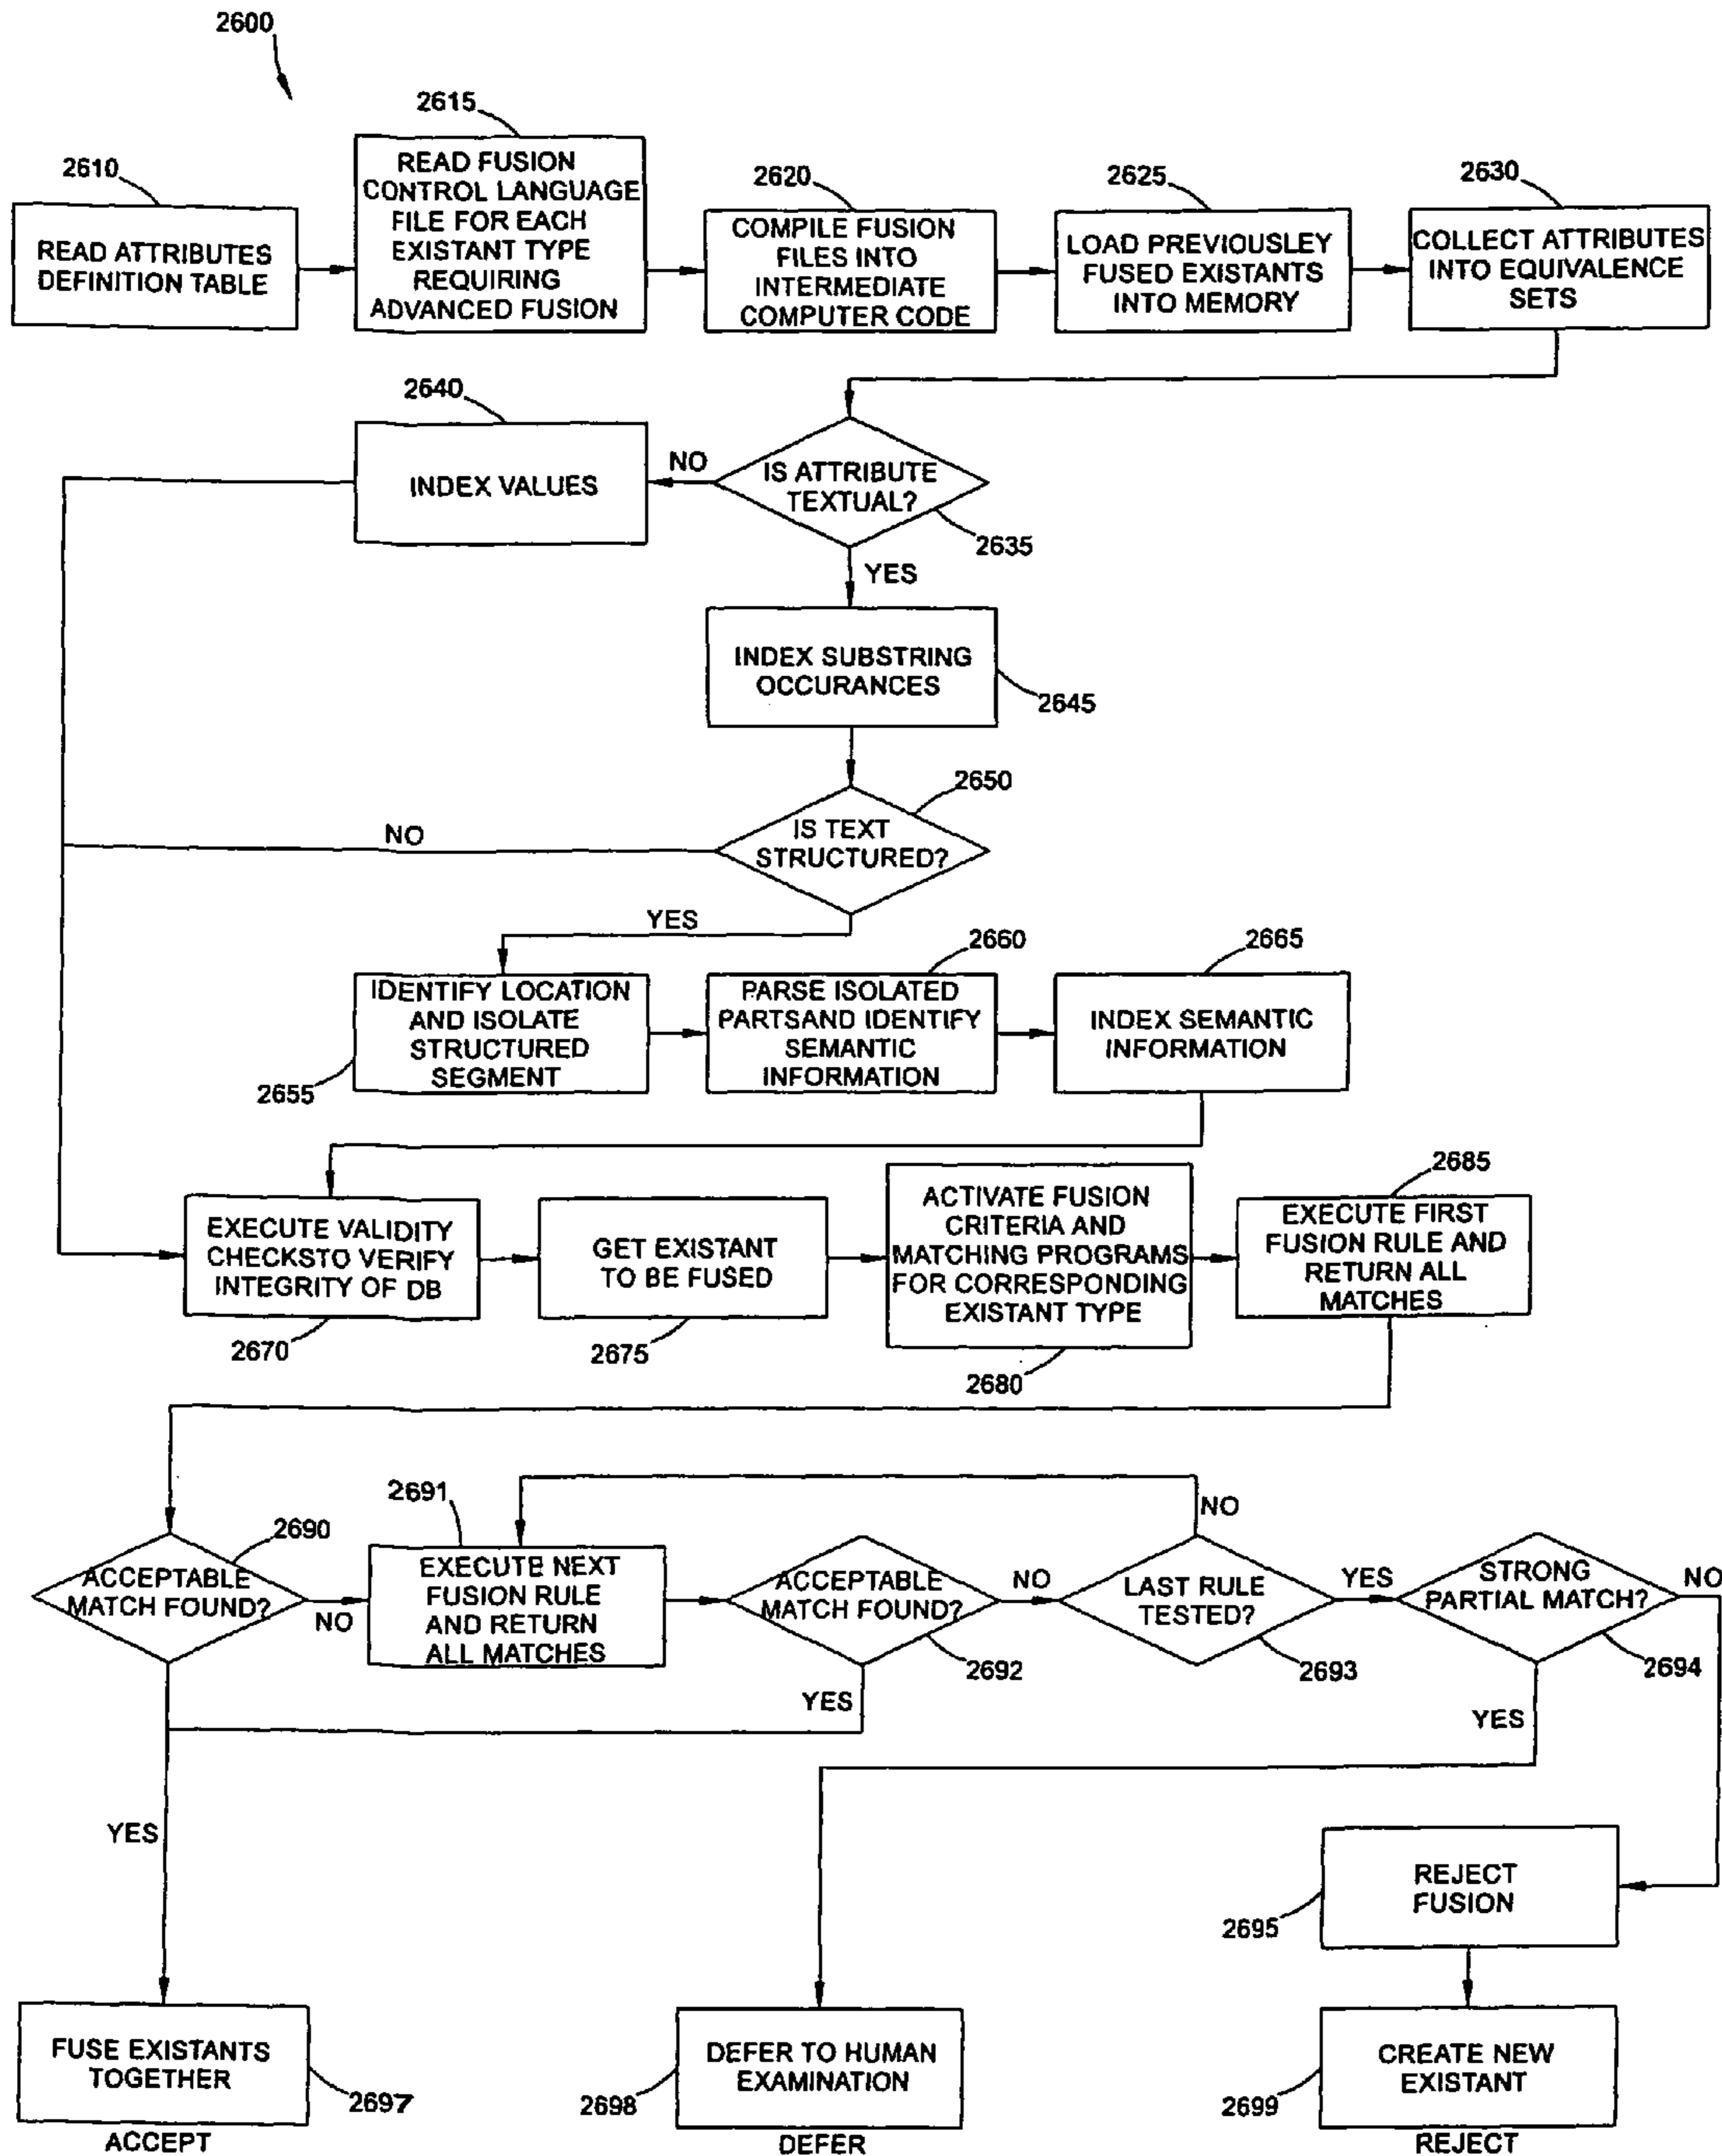 2600
2615
READ FUSION
CONTROL LANGUAGE
FILE FOR EACH
EXISTANT TYPE
REQUIRING
ADVANCED FUSION
2610
READ ATTRIBUTES
DEFINITION TABLE
2620
COMPILE FUSION
FILES INTO
INTERMEDIATE
COMPUTER CODE
2625
LOAD PREVIOUSLEY
FUSED EXISTANTS
INTO MEMORY
2630
COLLECT ATTRIBUTES
INTO EQUIVALENCE
SETS
2640
INDEX VALUES
NO
IS ATTRIBUTE
TEXTUAL?
2635
YES
INDEX SUBSTRING
OCCURANCES
2645
2650
IS TEXT
STRUCTURED?
NO
YES
IDENTIFY LOCATION
AND ISOLATE
STRUCTURED
SEGMENT
2655
2660
PARSE ISOLATED
PARTSAND IDENTIFY
SEMANTIC
INFORMATION
2665
INDEX SEMANTIC
INFORMATION
EXECUTE VALIDITY
CHECKSTO VERIFY
INTEGRITY OF DB
2670
GET EXISTANT
TO BE FUSED
2675
ACTIVATE FUSION
CRITERIA AND
MATCHING PROGRAMS
FOR CORRESPONDING
EXISTANT TYPE
2680
2685
EXECUTE FIRST
FUSION RULE AND
RETURN ALL
MATCHES
2690
ACCEPTABLE
MATCH FOUND?
NO
2691
EXECUTE NEXT
FUSION RULE
AND RETURN
ALL MATCHES
ACCEPTABLE
MATCH FOUND?
2692
YES
NO
LAST RULE
TESTED?
2693
NO
YES
STRONG
PARTIAL MATCH?
2694
NO
YES
YES
REJECT
FUSION
2695
FUSE EXISTANTS
TOGETHER
2697
ACCEPT
DEFER TO HUMAN
EXAMINATION
2698
DEFER
CREATE NEW
EXISTANT
2699
REJECT